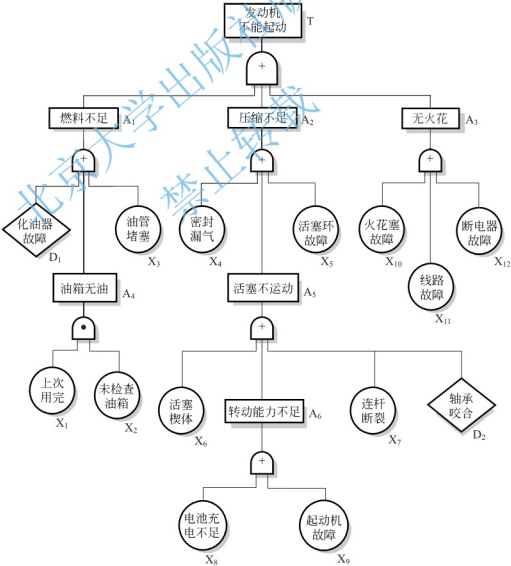 发动机
不能起动
T
+
燃料不足
A1
压缩不足
A2
无火花
A3
+
+
+
化油器
故障
D1
油管
堵塞
X3
密封
漏气
X4
活塞环
故障
X5
火花塞
故障
X10
线路
故障
X11
断电器
故障
X12
油箱无油
A4
活塞不运动
A5
•
+
上次
用完
X1
未检查
油箱
X2
活塞
楔体
X6
转动能力不足
A6
连杆
断裂
X7
轴承
咬合
D2
+
电池充
电不足
X8
起动机
故障
X9
北京大学出版社版
禁止转载